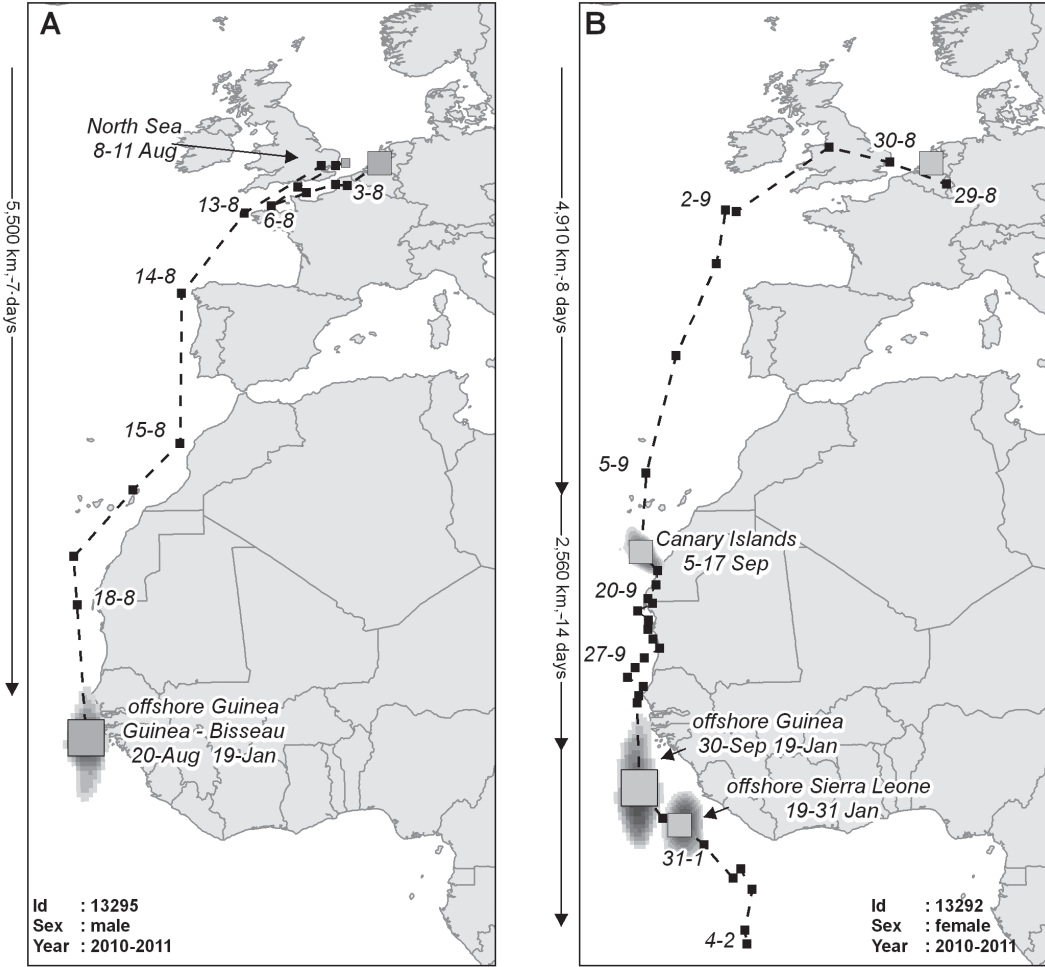 A
North Sea
8-11 Aug
3-8
13-8
6-8
14-8
15-8
18-8
offshore Guinea
Guinea - Bisseau
20-Aug 19-Jan
5,500 km,-7-days
Id : 13295
Sex : male
Year : 2010-2011
B
30-8
29-8
2-9
5-9
Canary Islands
5-17 Sep
20-9
27-9
offshore Guinea
30-Sep 19-Jan
offshore Sierra Leone
19-31 Jan
31-1
4-2
4,910 km,-8 days
2,560 km,-14 days
Id : 13292
Sex : female
Year : 2010-2011